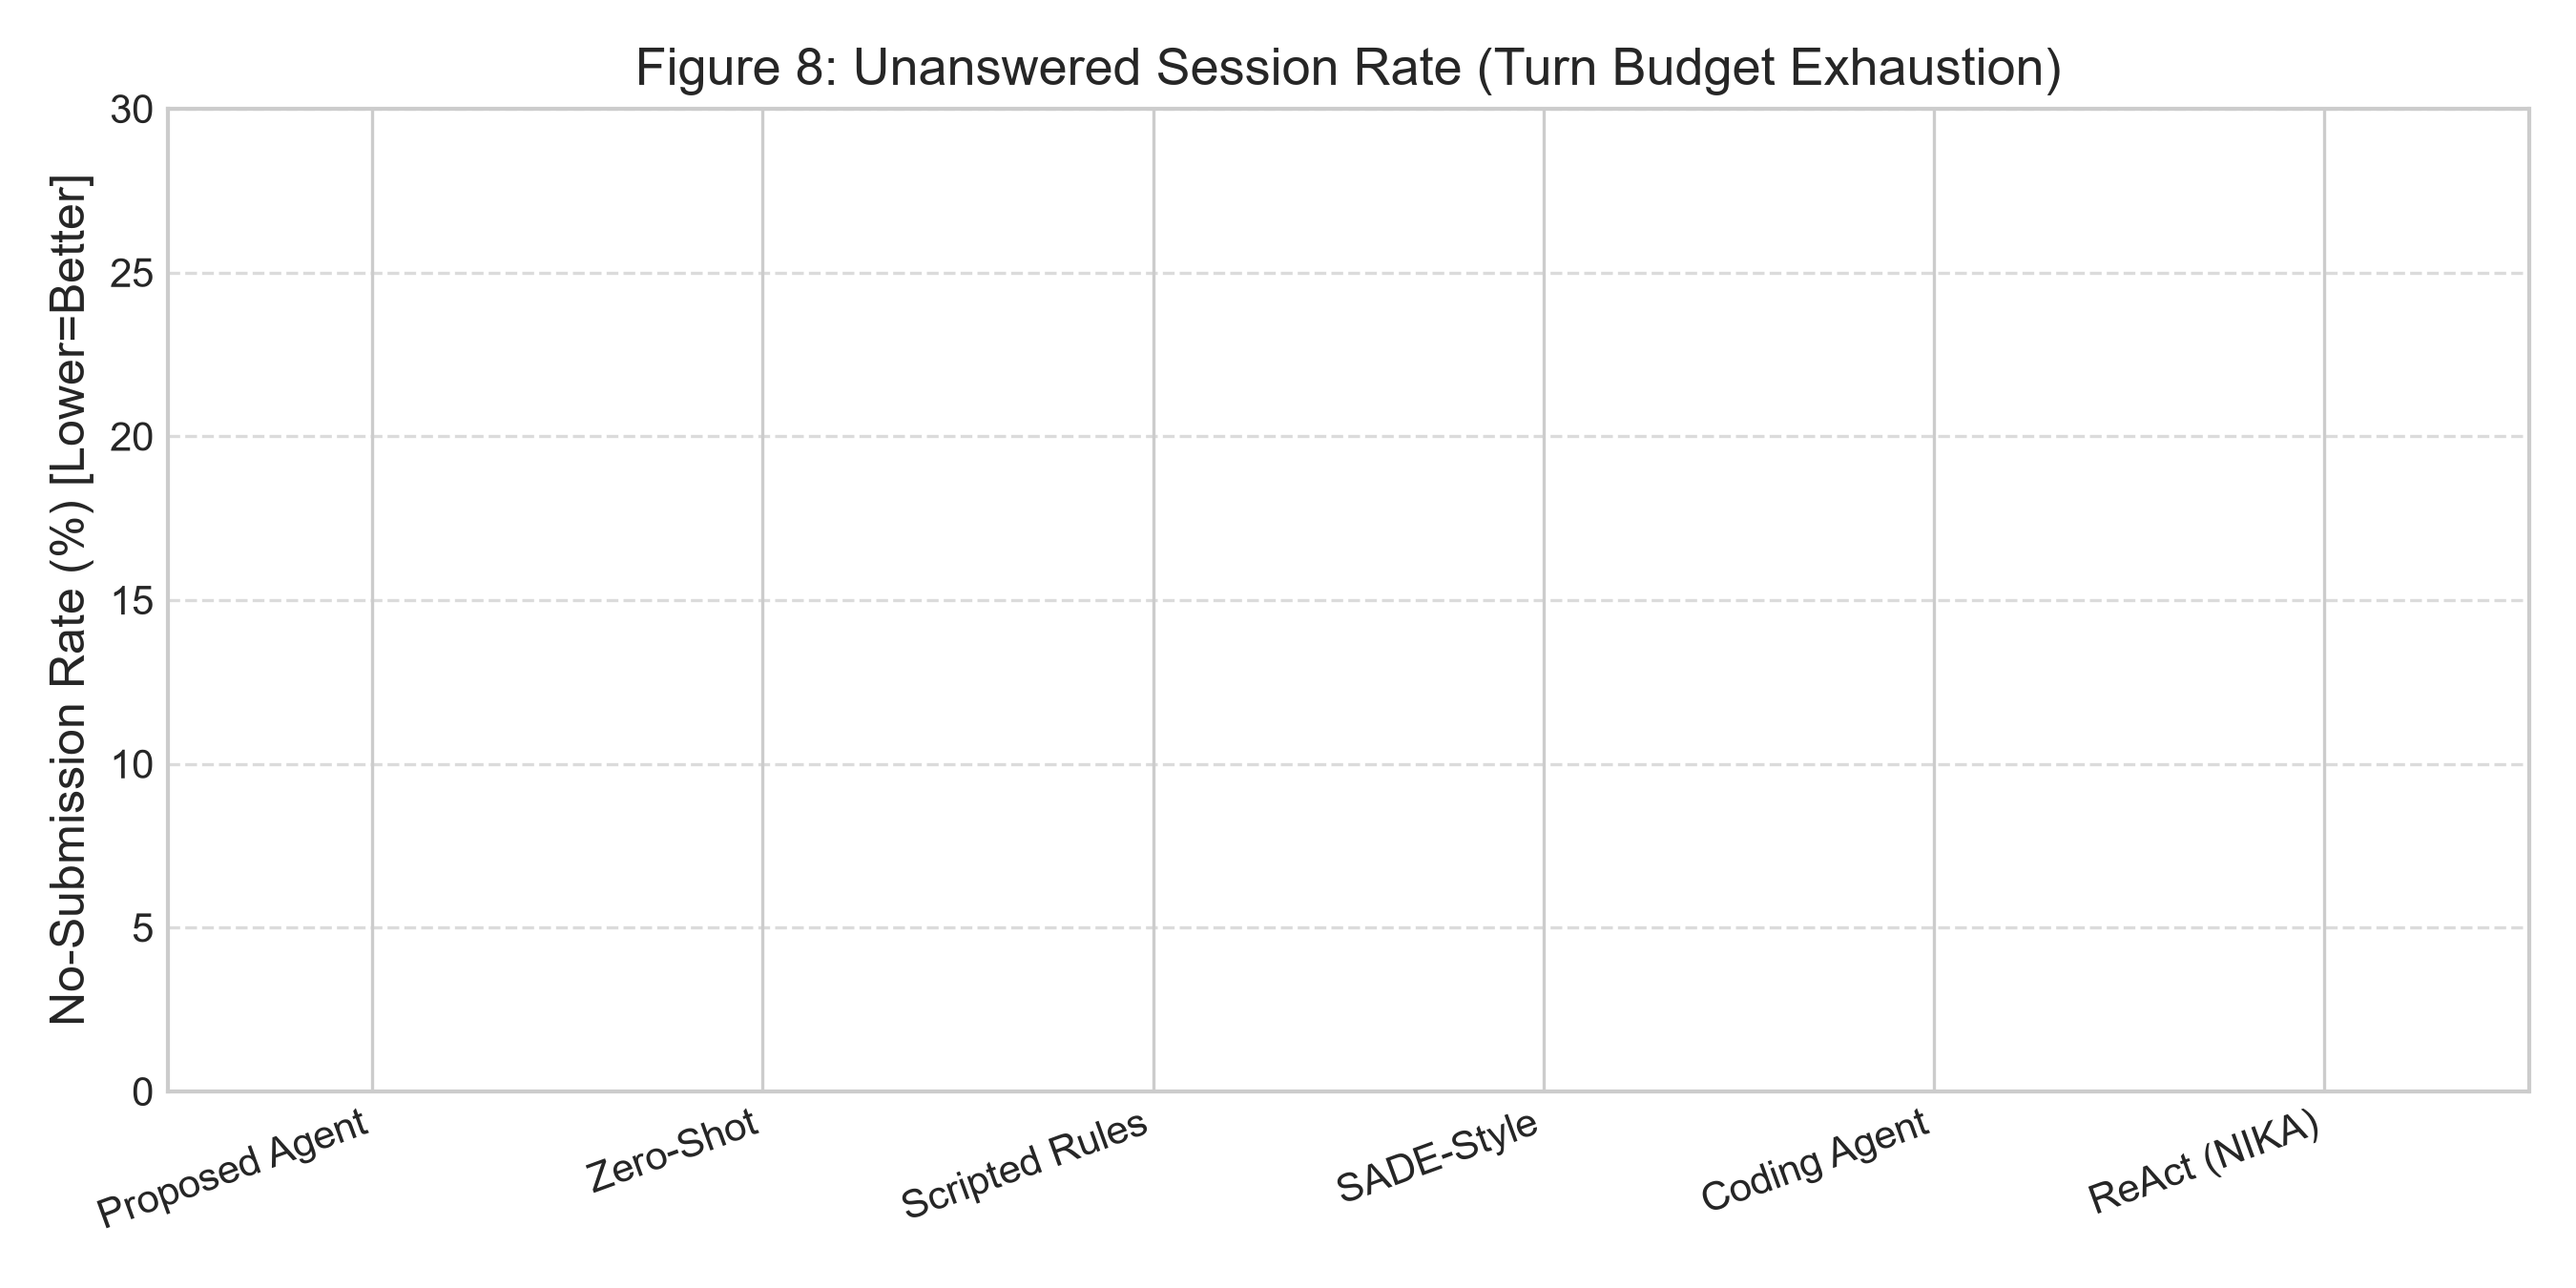 Figure 8: Unanswered Session Rate (Turn Budget Exhaustion)
No-Submission Rate (%) [Lower=Better]
30
25
20
15
10
5
0
Proposed Agent
Zero-Shot
Scripted Rules
SADE-Style
Coding Agent
ReAct (NIKA)